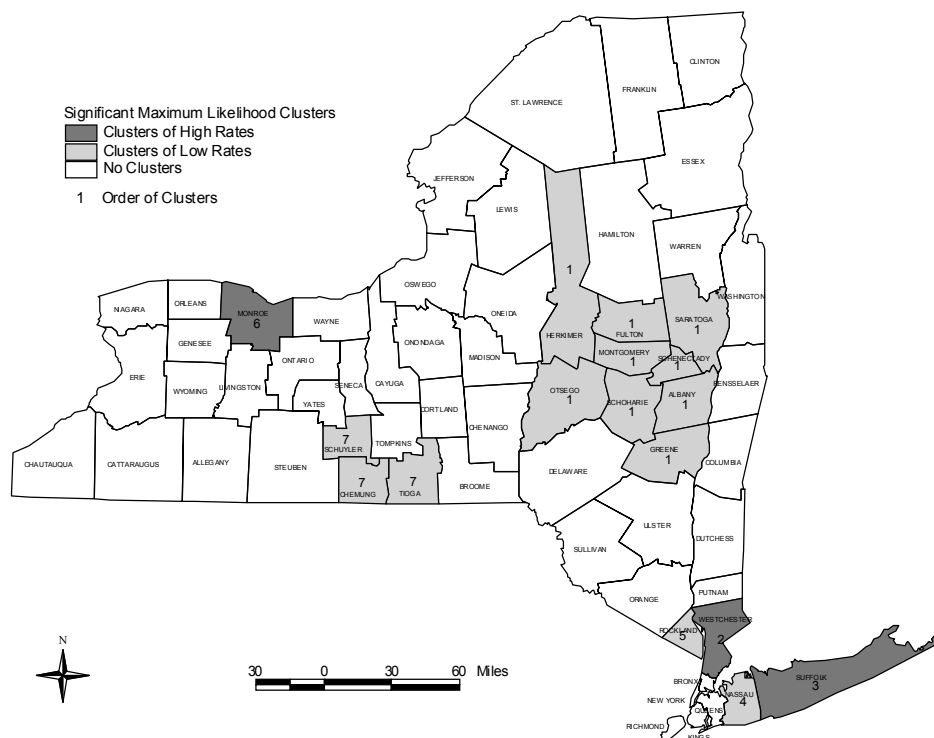 CLINTON
FRANKLIN
ST. LAWRENCE
Significant Maximum Likelihood Clusters
Clusters of High Rates
Clusters of Low Rates
No Clusters
1 Order of Clusters
ESSEX
JEFFERSON
LEWIS
HAMILTON
WARREN
1
OSWEGO
WASHINGTON
NIAGARA
ORLEANS
MONROE
6
WAYNE
ONEIDA
HERKIMER
1
FULTON
SARATOGA
1
GENESEE
ONONDAGA
MADISON
MONTGOMERY
1
SCHENECTADY
1
ERIE
WYOMING
LIVINGSTON
ONTARIO
SENECA
CAYUGA
OTSEGO
1
SCHOHARIE
1
ALBANY
1
RENSSELAER
YATES
CORTLAND
CHENANGO
7
SCHUYLER
TOMPKINS
GREENE
1
COLUMBIA
CHAUTAUQUA
CATTARAUGUS
ALLEGANY
STEUBEN
7
CHEMUNG
7
TIOGA
BROOME
DELAWARE
ULSTER
DUTCHESS
SULLIVAN
ORANGE
PUTNAM
WESTCHESTER
2
ROCKLAND
5
N
30 0 30 60 Miles
BRONX
NEW YORK
QUEENS
NASSAU
4
SUFFOLK
3
RICHMOND
KINGS